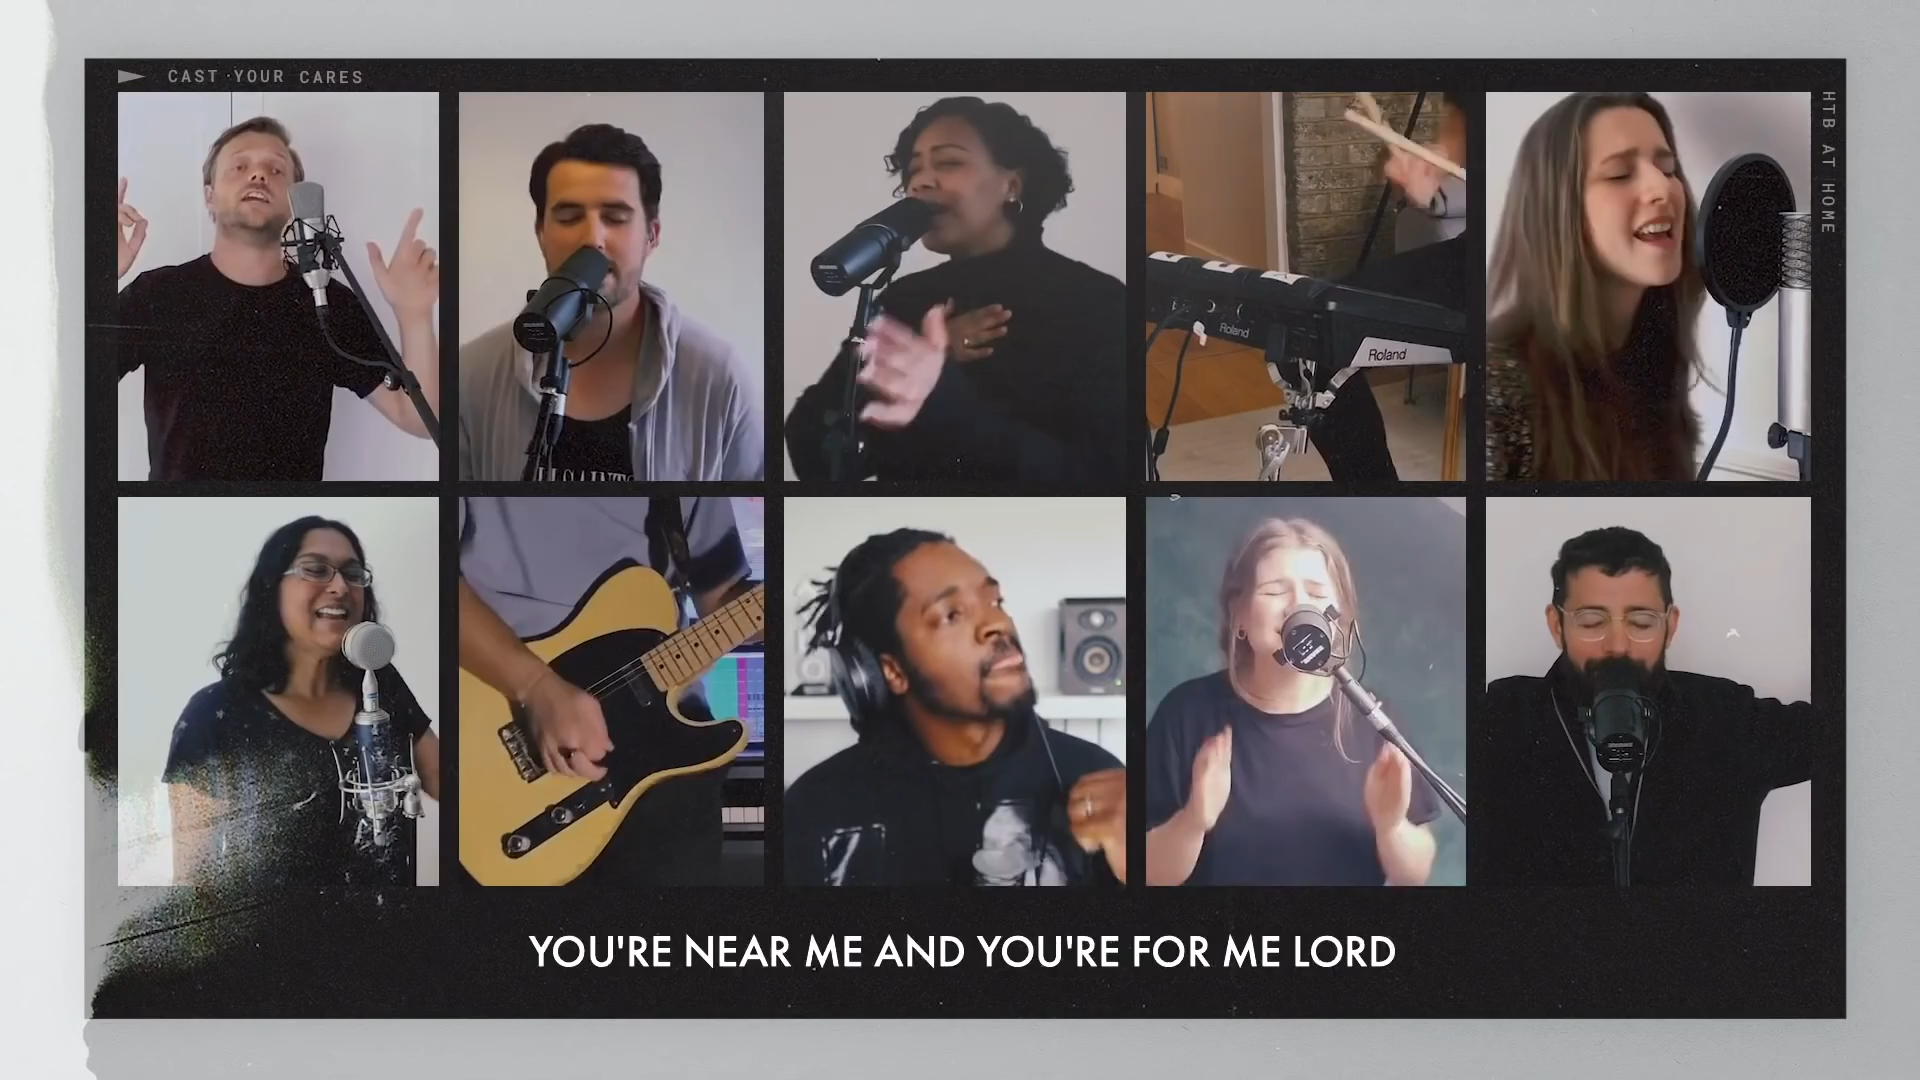 CAST YOUR CARES
HTB AT HOME
Roland
Roland
YOU'RE NEAR ME AND YOU'RE FOR ME LORD